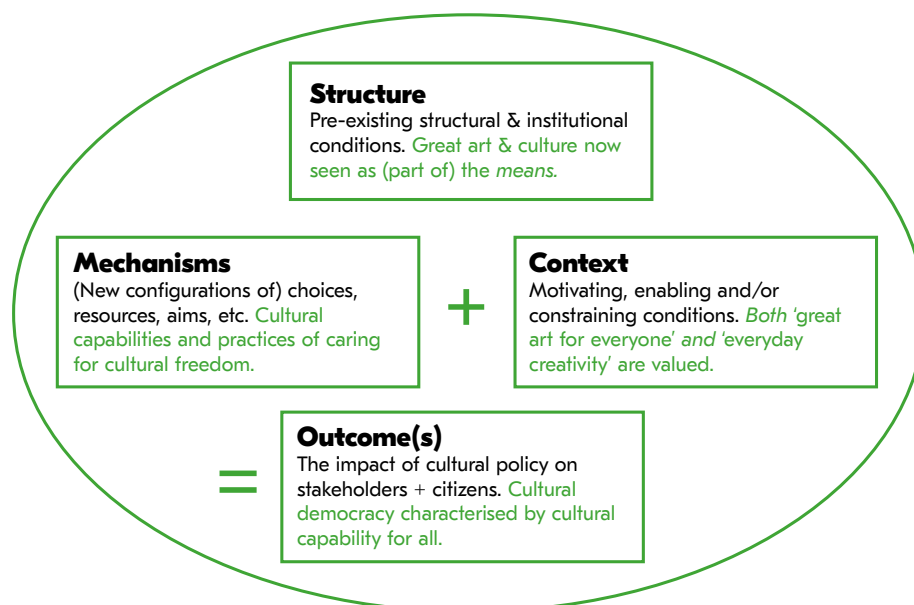 Structure
Pre-existing structural & institutional
conditions. Great art & culture now
seen as (part of) the means.
Mechanisms
(New configurations of) choices,
resources, aims, etc. Cultural
capabilities and practices of caring
for cultural freedom.
+
Context
Motivating, enabling and/or
constraining conditions. Both ‘great
art for everyone’ and ‘everyday
creativity’ are valued.
=
Outcome(s)
The impact of cultural policy on
stakeholders + citizens. Cultural
democracy characterised by cultural
capability for all.